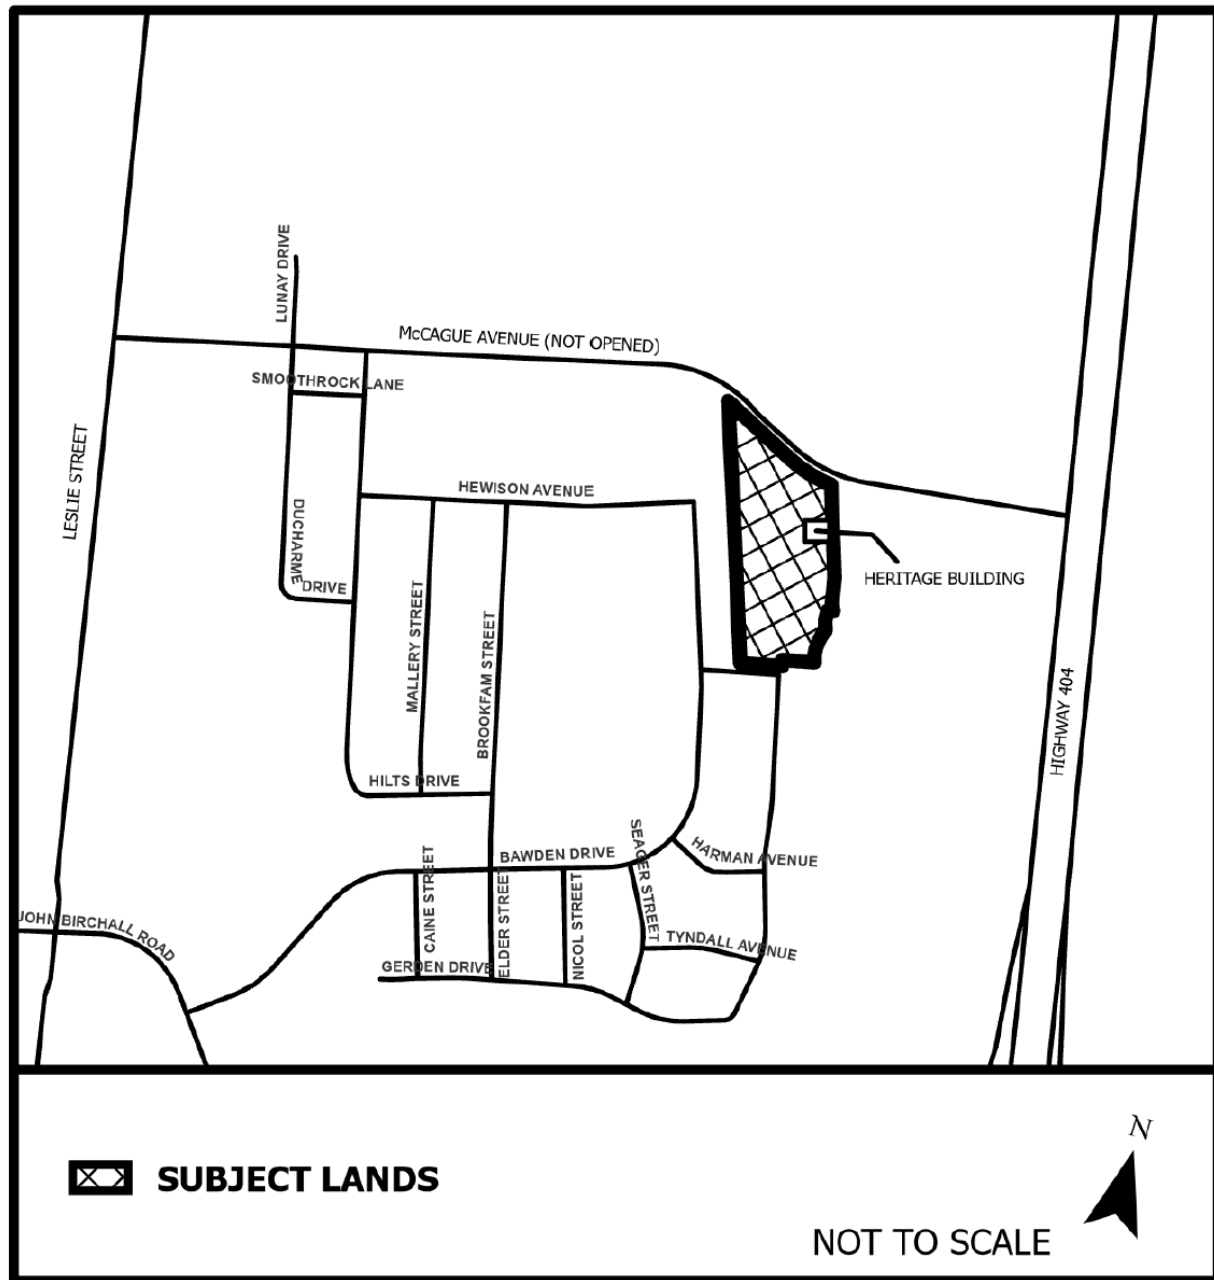 LUNAY DRIVE
McCAGUE AVENUE (NOT OPENED)
SMOOTHROCK LANE
LESLIE STREET
HEWISON AVENUE
DUCHARME
DRIVE
HERITAGE BUILDING
MALLERY STREET
BROOKFAM STREET
HIGHWAY 404
HILTS DRIVE
SEAGER STREET
BAWDEN DRIVE
HARMAN AVENUE
CAINE STREET
ELDER STREET
NICOL STREET
JOHN BIRCHALL ROAD
TYNDALL AVENUE
GERDEN DRIVE
N
SUBJECT LANDS
NOT TO SCALE